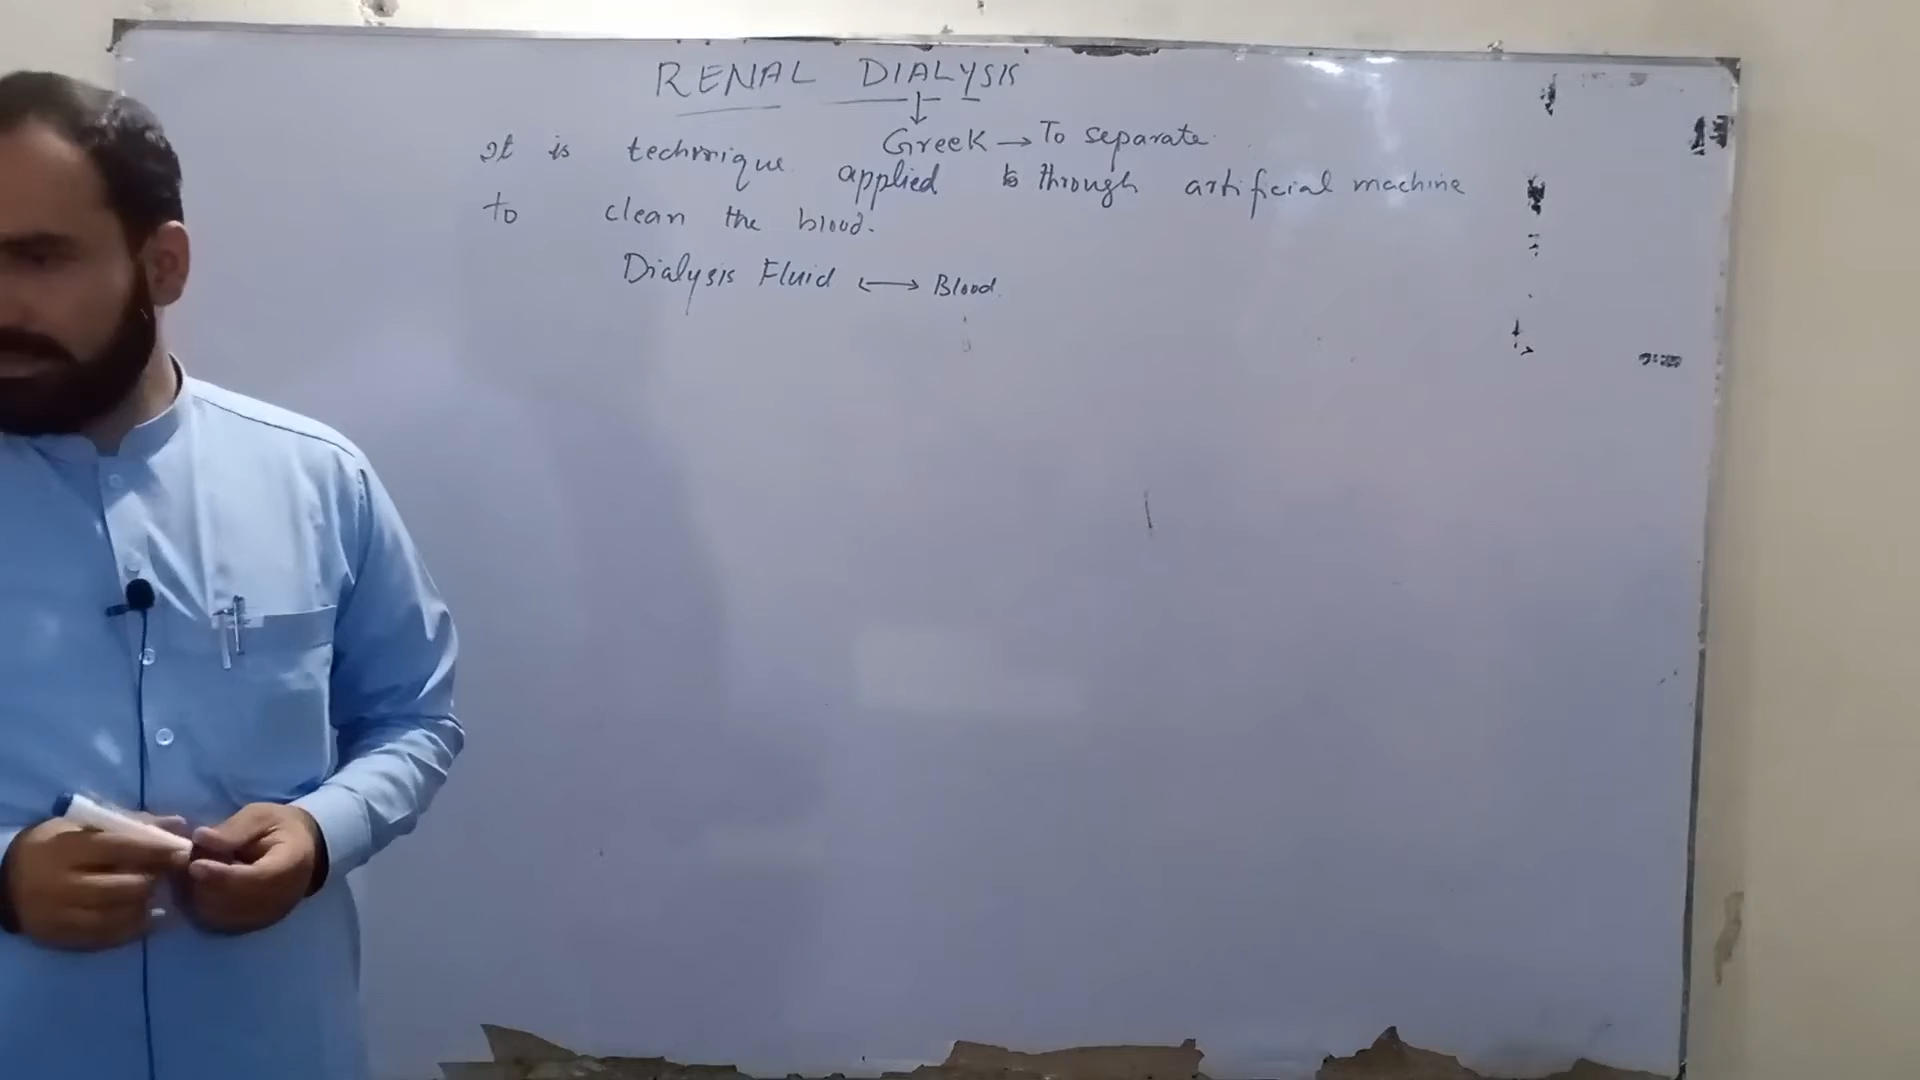 RENAL DIALYSIS
↓
Greek → To separate
It is technique applied through artificial machine
to clean the blood.
Dialysis Fluid ↔ Blood.